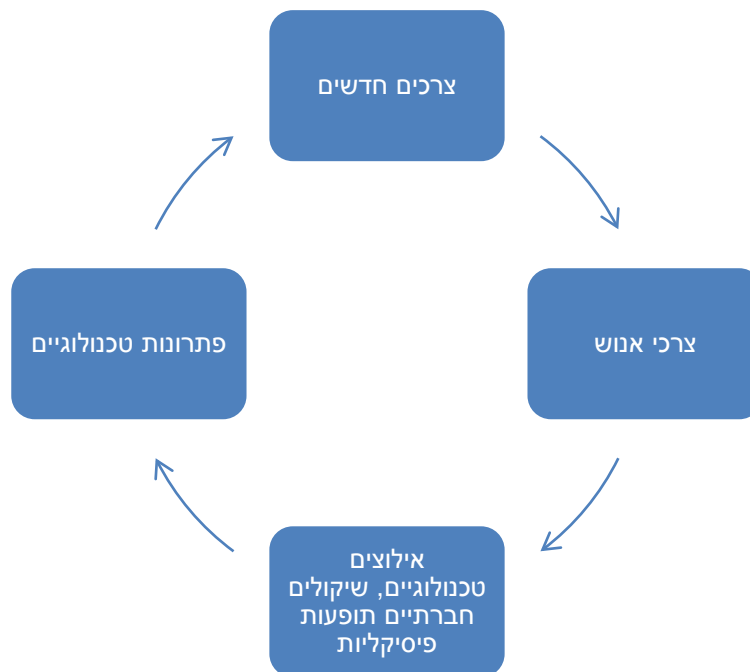 צרכים חדשים
צרכי אנוש
אילוצים
טכנולוגיים, שיקולים
חברתיים תופעות
פיסיקליות
פתרונות טכנולוגיים